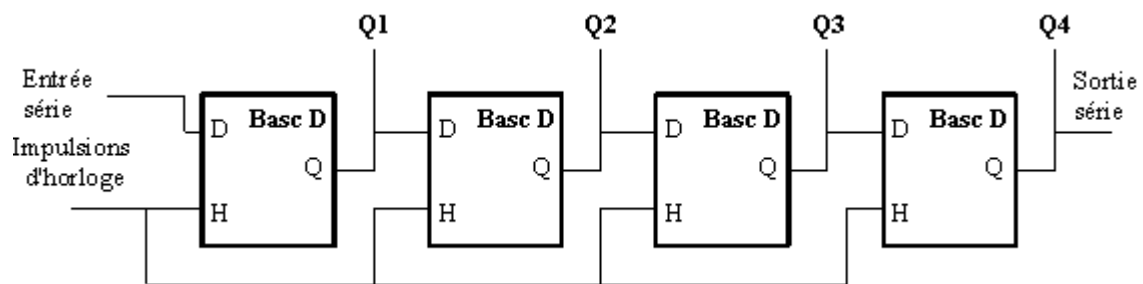 Q1
Q2
Q3
Q4
Entrée
série
Impulsions
d'horloge
Basc D
D
Q
H
Basc D
D
Q
H
Basc D
D
Q
H
Basc D
D
Q
H
Sortie
série